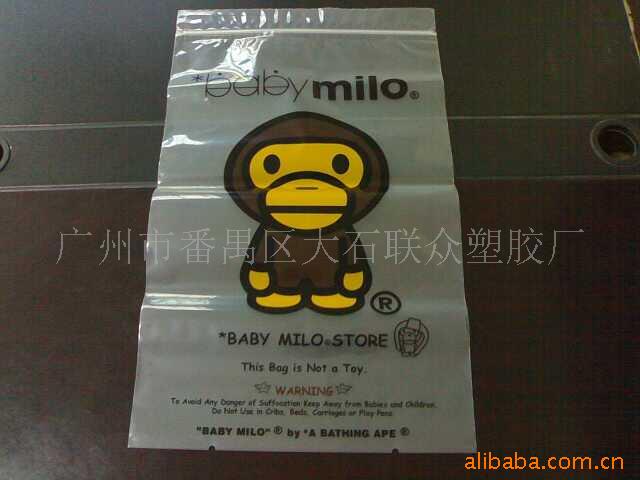 *baby milo®
广州市番禺区大石联众塑胶厂
®
*BABY MILO® STORE
This Bag is Not a Toy.
WARNING
To Avoid Any Danger of Suffocation Keep Away from Babies and Children.
Do Not Use in Cribs, Beds, Carriages or Play Pens.
"BABY MILO"® by *A BATHING APE®
alibaba.com.cn